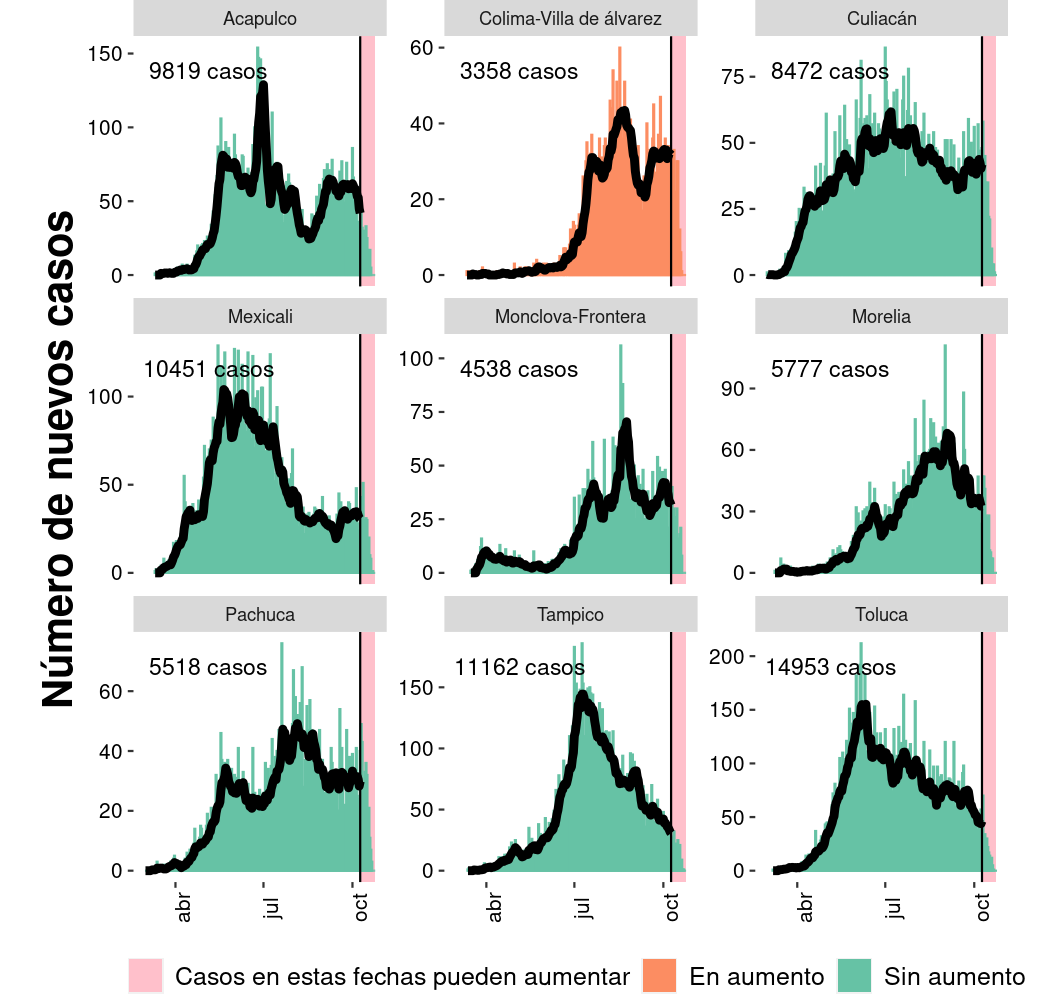 Número de nuevos casos
Acapulco
Colima-Villa de álvarez
Culiacán
150
100
50
0
9819 casos
60
40
20
0
3358 casos
75
50
25
0
8472 casos
Mexicali
Monclova-Frontera
Morelia
100
50
0
10451 casos
100
75
50
25
0
4538 casos
90
60
30
0
5777 casos
Pachuca
Tampico
Toluca
60
40
20
0
5518 casos
150
100
50
0
11162 casos
200
150
100
50
0
14953 casos
abr
jul
oct
abr
jul
oct
abr
jul
oct
Casos en estas fechas pueden aumentar
En aumento
Sin aumento